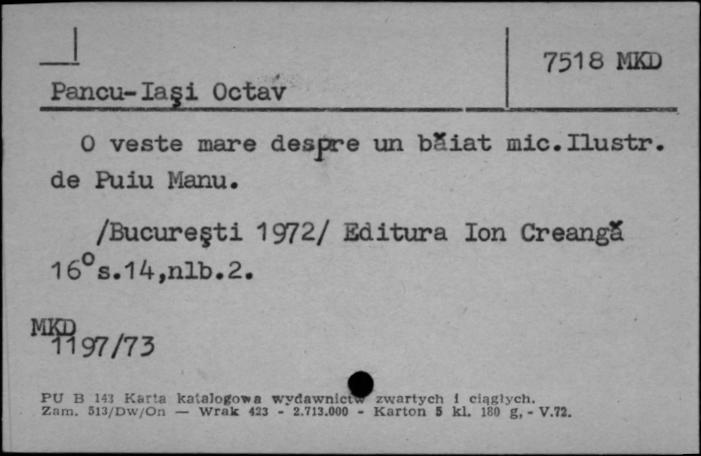 7518 MKD
Pancu-Iaşi Octav
O veste mare despre un băiat mic.Ilustr.
de Puiu Manu.
/Bucureşti 1972/ Editura Ion Creangă
16⁰s.14,nlb.2.
MKD
1197/73
PU B 143 Karta katalogowa wydawnictw zwartych i ciągłych.
Zam. 513/Dw/On — Wrak 423 - 2.713.000 - Karton 5 kl. 180 g, - V.72.